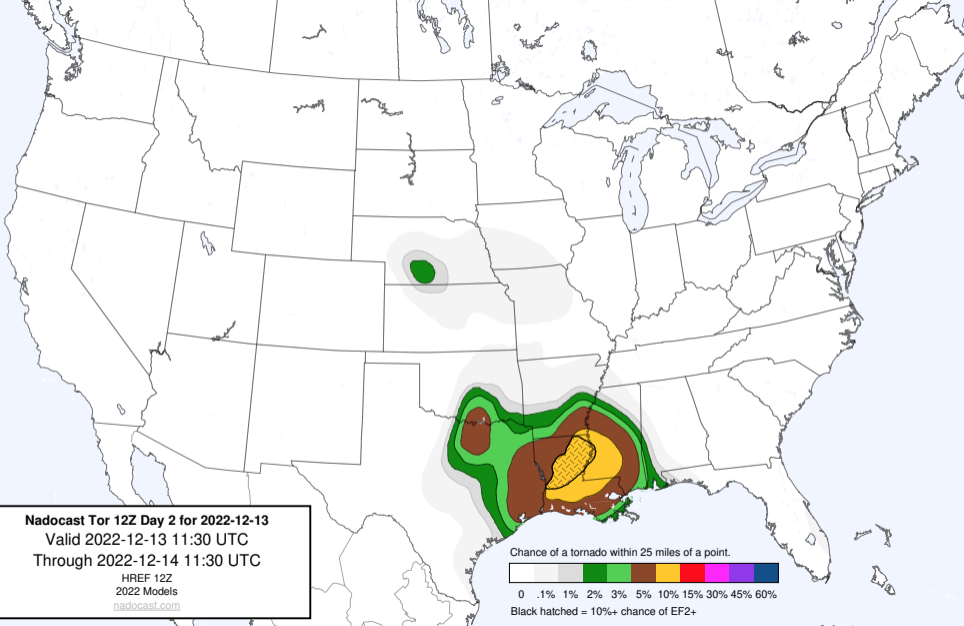 Nadocast Tor 12Z Day 2 for 2022-12-13
Valid 2022-12-13 11:30 UTC
Through 2022-12-14 11:30 UTC
HREF 12Z
2022 Models
nadocast.com
Chance of a tornado within 25 miles of a point.
0 .1% 1% 2% 3% 5% 10% 15% 30% 45% 60%
Black hatched = 10%+ chance of EF2+